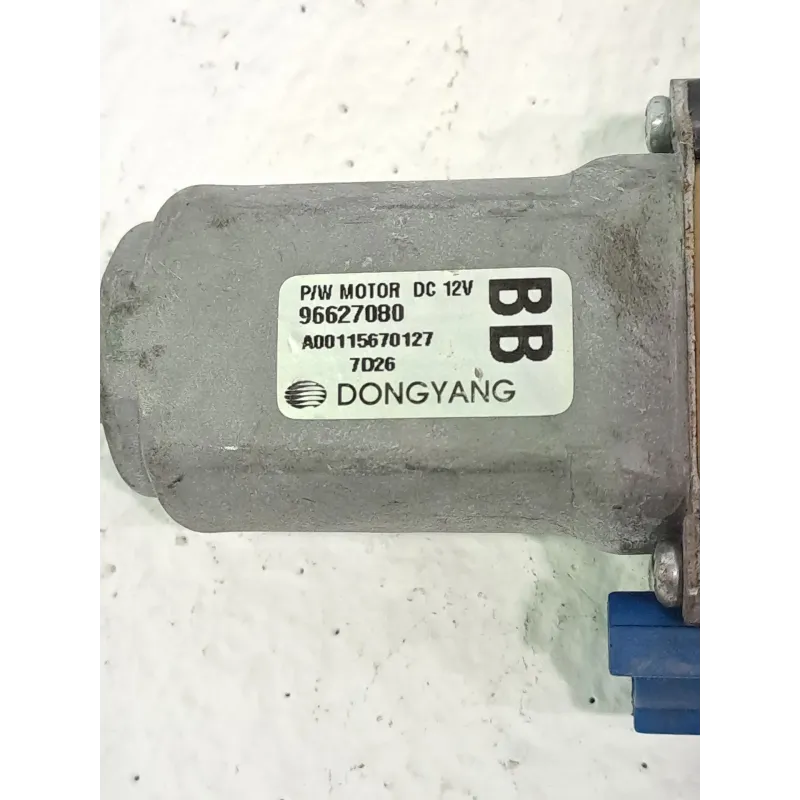 P/W MOTOR DC 12V
96627080
A00115670127
7D26
DONGYANG
BB